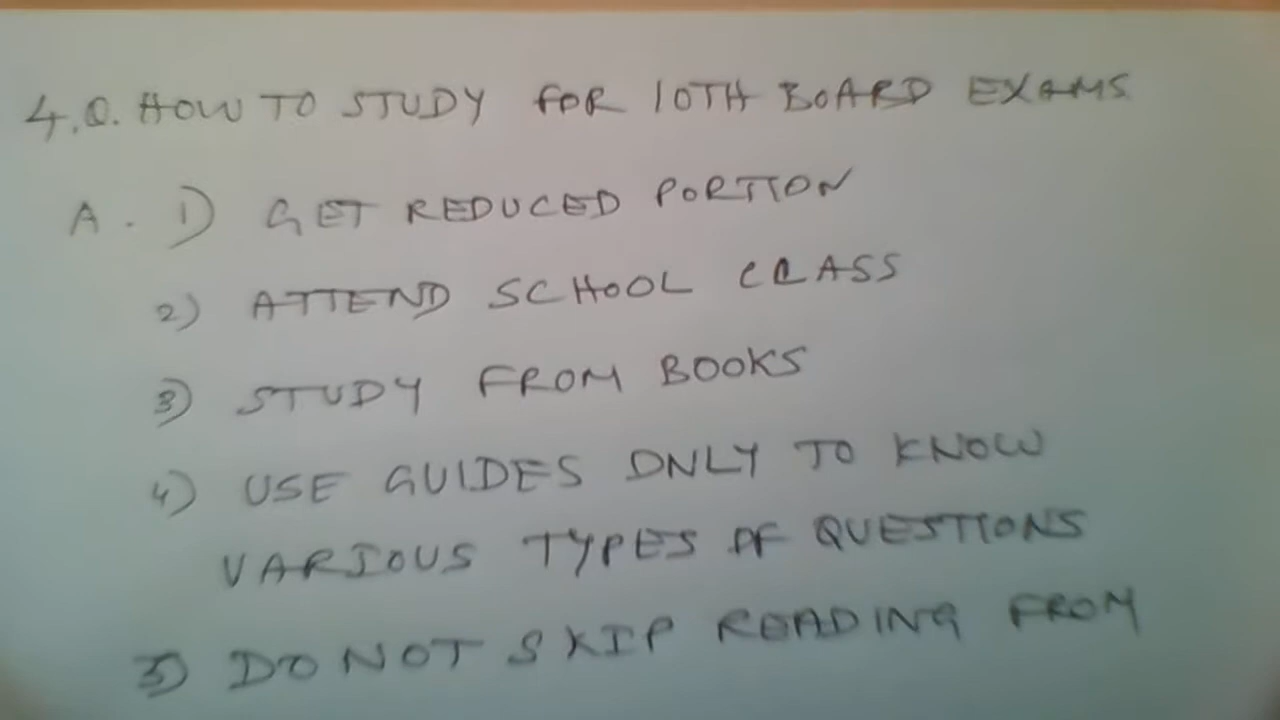 4.Q. HOW TO STUDY FOR 10TH BOARD EXAMS
A. 1) GET REDUCED PORTION
2) ATTEND SCHOOL CLASS
3) STUDY FROM BOOKS
4) USE GUIDES ONLY TO KNOW
VARIOUS TYPES OF QUESTIONS
5) DO NOT SKIP READING FROM